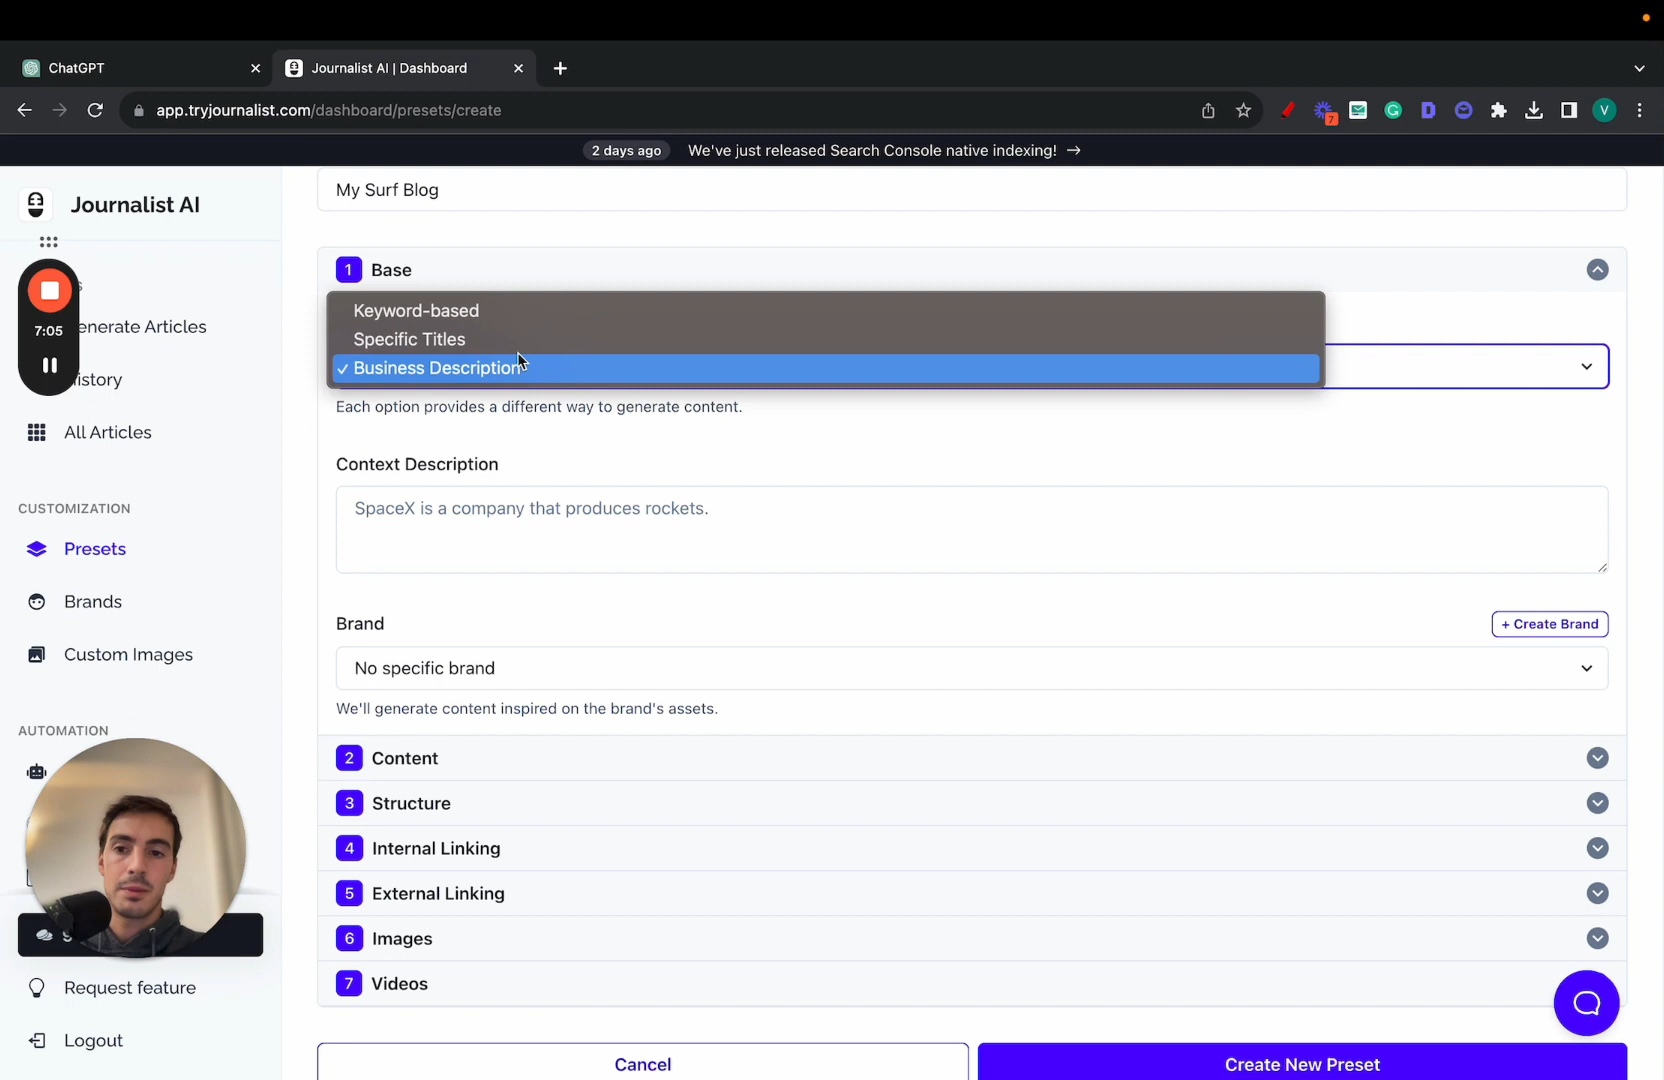 ChatGPT
Journalist AI | Dashboard
app.tryjournalist.com/dashboard/presets/create
7
V
2 days ago We've just released Search Console native indexing! →
Journalist AI
7:05
enerate Articles
istory
All Articles
CUSTOMIZATION
Presets
Brands
Custom Images
AUTOMATION
Request feature
Logout
My Surf Blog
1 Base
Keyword-based
Specific Titles
✓ Business Description
Each option provides a different way to generate content.
Context Description
SpaceX is a company that produces rockets.
Brand
+ Create Brand
No specific brand
We'll generate content inspired on the brand's assets.
2 Content
3 Structure
4 Internal Linking
5 External Linking
6 Images
7 Videos
Cancel
Create New Preset